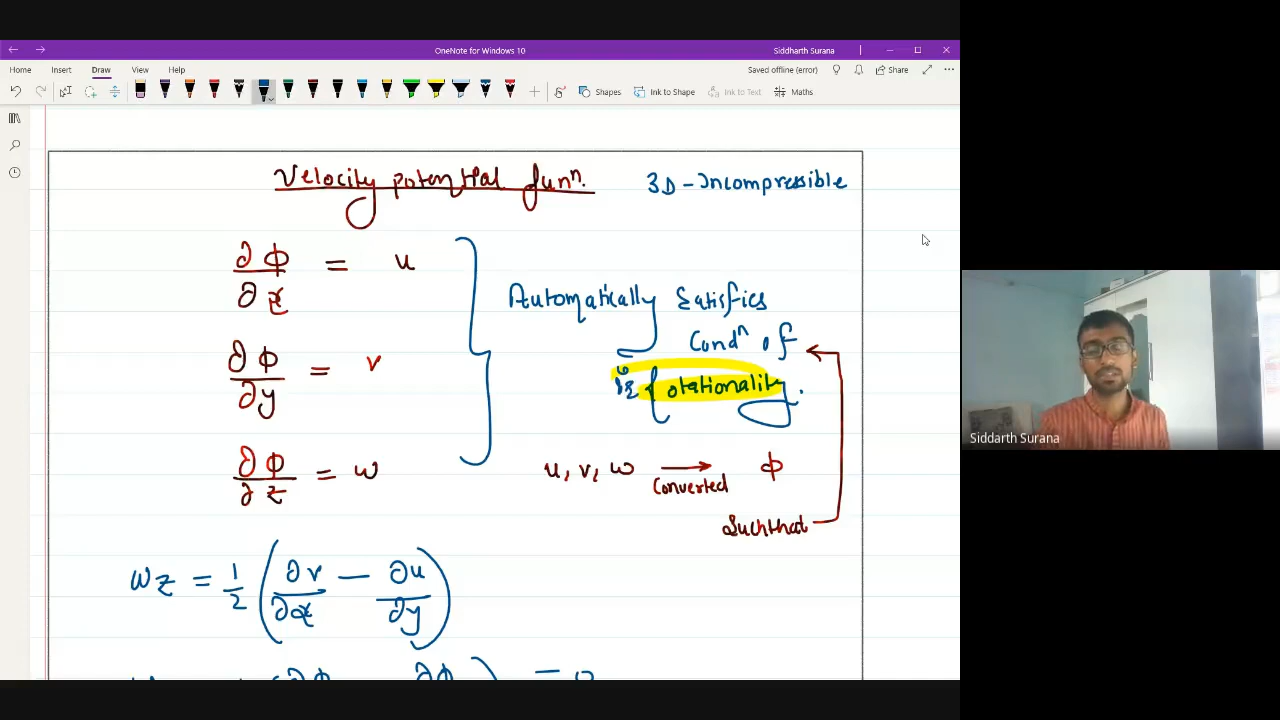 OneNote for Windows 10
Siddharth Surana
Home Insert Draw View Help
Saved offline (error)
Share
Shapes
Ink to Shape
Ink to Text
Maths
Velocity potential funⁿ.
3D - Incompressible
∂ϕ/∂x = u
∂ϕ/∂y = v
∂ϕ/∂z = w
Automatically Satisfies
Condⁿ of
Irrotationality.
u, v, w → ϕ
Converted
Such that
Siddarth Surana
ωz = 1/2 (∂v/∂x — ∂u/∂y)
∂ϕ ∂ϕ = 0